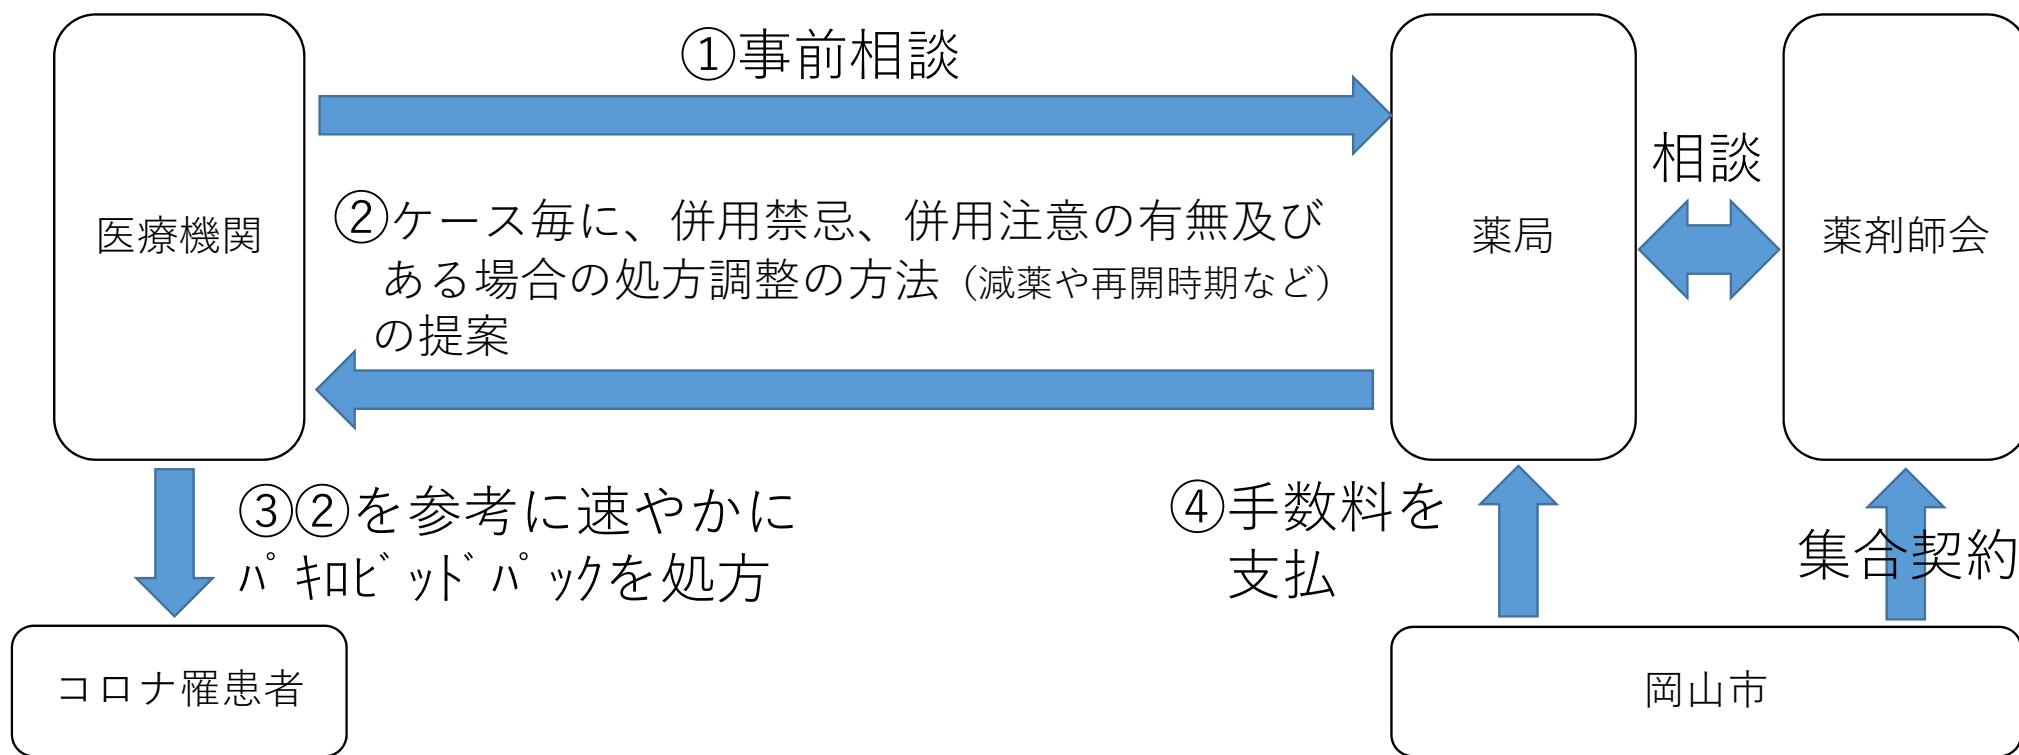 ①事前相談
相談
医療機関
②ケース毎に、併用禁忌、併用注意の有無及び
ある場合の処方調整の方法（減薬や再開時期など）
の提案
薬局
薬剤師会
③②を参考に速やかに
ﾊﾟｷﾛﾋﾞｯﾄﾞﾊﾟｯｸを処方
④手数料を
支払
集合契約
コロナ罹患者
岡山市